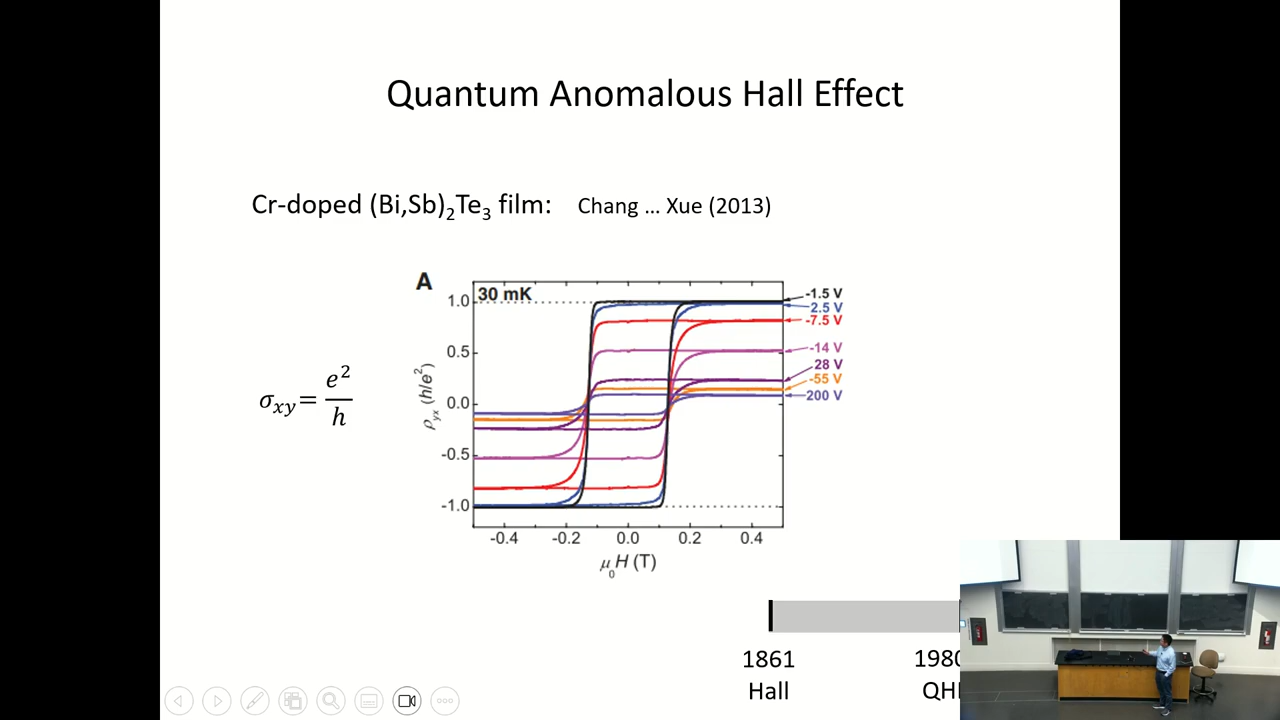 Quantum Anomalous Hall Effect
Cr-doped (Bi,Sb)₂Te₃ film: Chang ... Xue (2013)
A
30 mK
1.0
0.5
0.0
-0.5
-1.0
ρyx (h/e²)
-0.4 -0.2 0.0 0.2 0.4
μ₀H (T)
-1.5 V
2.5 V
-7.5 V
-14 V
28 V
-55 V
200 V
σxy= e²/h
1861 1980
Hall QH